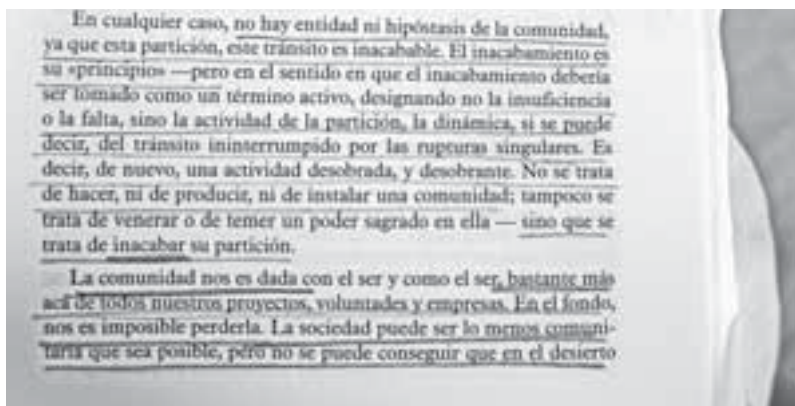 En cualquier caso, no hay entidad ni hipóstasis de la comunidad,
ya que esta partición, este tránsito es inacabable. El inacabamiento es
su «principio» —pero en el sentido en que el inacabamiento debería
ser tomado como un término activo, designando no la insuficiencia
o la falta, sino la actividad de la partición, la dinámica, si se puede
decir, del tránsito ininterrumpido por las rupturas singulares. Es
decir, de nuevo, una actividad desobrada, y desobrante. No se trata
de hacer, ni de producir, ni de instalar una comunidad; tampoco se
trata de venerar o de temer un poder sagrado en ella — sino que se
trata de inacabar su partición.
La comunidad nos es dada con el ser y como el ser, bastante más
acá de todos nuestros proyectos, voluntades y empresas. En el fondo,
nos es imposible perderla. La sociedad puede ser lo menos comuni-
taria que sea posible, pero no se puede conseguir que en el desierto